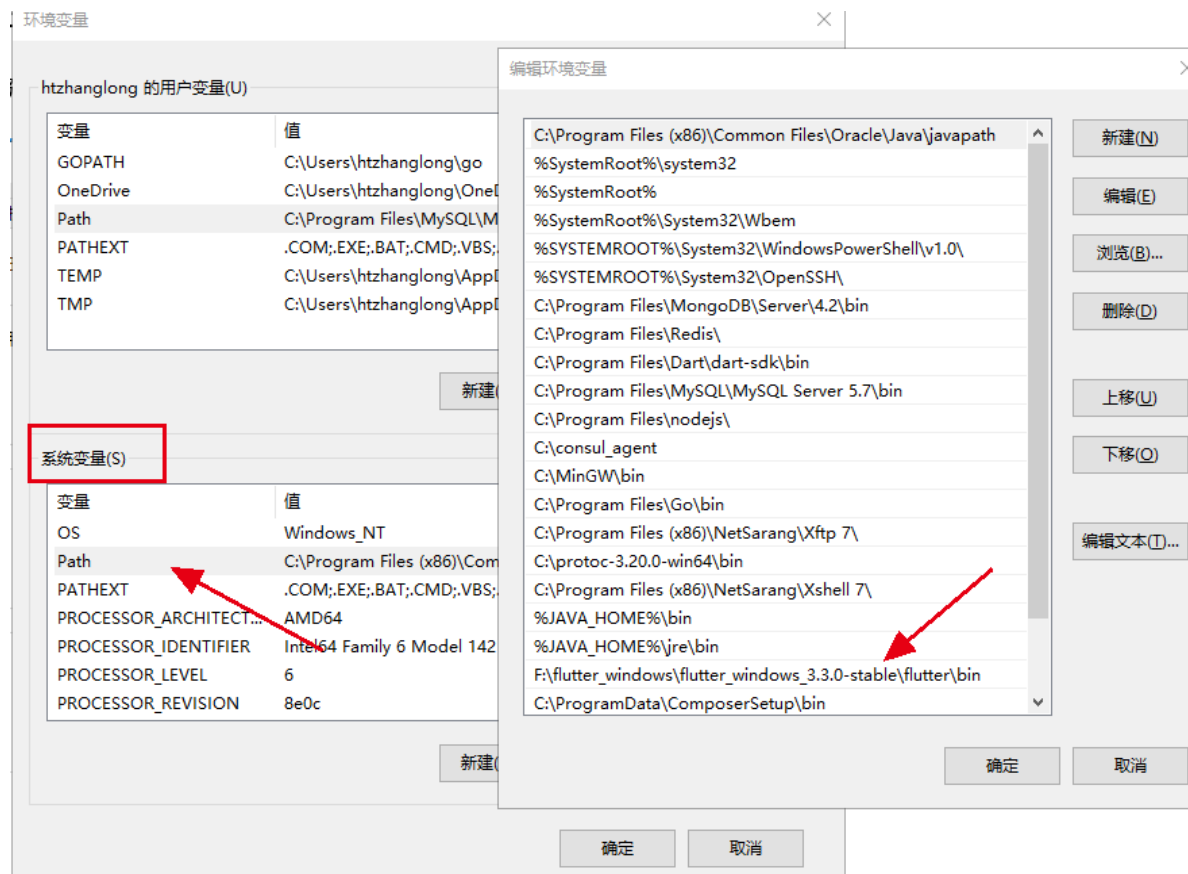 环境变量
htzhanglong 的用户变量(U)
变量 值
GOPATH C:\Users\htzhanglong\go
OneDrive C:\Users\htzhanglong\OneD
Path C:\Program Files\MySQL\M
PATHEXT .COM;.EXE;.BAT;.CMD;.VBS;.
TEMP C:\Users\htzhanglong\AppD
TMP C:\Users\htzhanglong\AppD
新建(
系统变量(S)
变量 值
OS Windows_NT
Path C:\Program Files (x86)\Com
PATHEXT .COM;.EXE;.BAT;.CMD;.VBS;.
PROCESSOR_ARCHITECT... AMD64
PROCESSOR_IDENTIFIER Intel64 Family 6 Model 142
PROCESSOR_LEVEL 6
PROCESSOR_REVISION 8e0c
新建(
确定 取消
编辑环境变量
C:\Program Files (x86)\Common Files\Oracle\Java\javapath
%SystemRoot%\system32
%SystemRoot%
%SystemRoot%\System32\Wbem
%SYSTEMROOT%\System32\WindowsPowerShell\v1.0\
%SYSTEMROOT%\System32\OpenSSH\
C:\Program Files\MongoDB\Server\4.2\bin
C:\Program Files\Redis\
C:\Program Files\Dart\dart-sdk\bin
C:\Program Files\MySQL\MySQL Server 5.7\bin
C:\Program Files\nodejs\
C:\consul_agent
C:\MinGW\bin
C:\Program Files\Go\bin
C:\Program Files (x86)\NetSarang\Xftp 7\
C:\protoc-3.20.0-win64\bin
C:\Program Files (x86)\NetSarang\Xshell 7\
%JAVA_HOME%\bin
%JAVA_HOME%\jre\bin
F:\flutter_windows\flutter_windows_3.3.0-stable\flutter\bin
C:\ProgramData\ComposerSetup\bin
新建(N)
编辑(E)
浏览(B)...
删除(D)
上移(U)
下移(O)
编辑文本(T)...
确定 取消